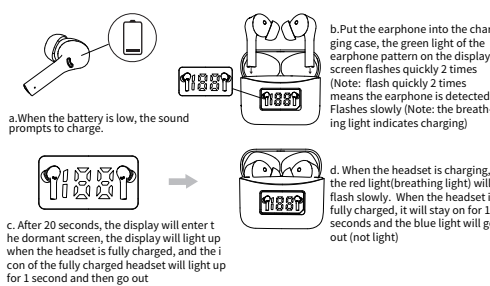 b.Put the earphone into the char
ging case, the green light of the
earphone pattern on the display
screen flashes quickly 2 times
(Note: flash quickly 2 times
means the earphone is detected
Flashes slowly (Note: the breath-
ing light indicates charging)
188
188
a.When the battery is low, the sound
prompts to charge.
188
188
d. When the headset is charging,
the red light(breathing light) will
flash slowly. When the headset i
fully charged, it will stay on for 1
seconds and the blue light will g
out (not light)
c. After 20 seconds, the display will enter t
he dormant screen, the display will light up
when the headset is fully charged, and the i
con of the fully charged headset will light up
for 1 second and then go out